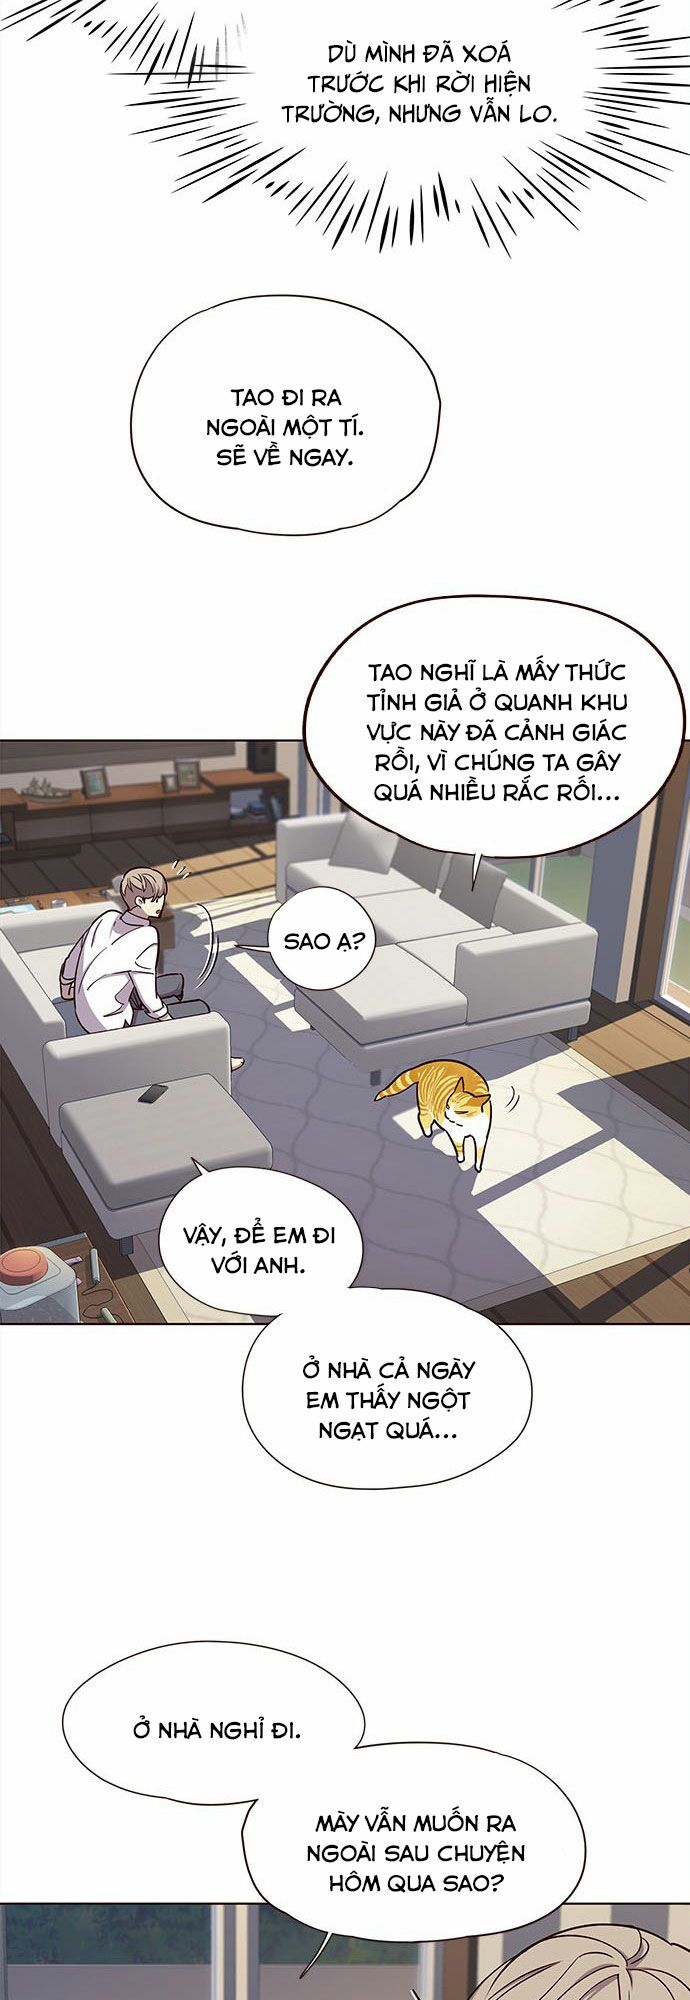 DÙ MÌNH ĐÃ XOÁ
TRƯỚC KHI RỜI HIỆN
TRƯỜNG, NHƯNG VẪN LO.
TAO ĐI RA
NGOÀI MỘT TÍ.
SẼ VỀ NGAY.
TAO NGHĨ LÀ MẤY THỨC
TỈNH GIẢ Ở QUANH KHU
VỰC NÀY ĐÃ CẢNH GIÁC
RỒI, VÌ CHÚNG TA GÂY
QUÁ NHIỀU RẮC RỐI...
SAO Ạ?
VẬY, ĐỂ EM ĐI
VỚI ANH.
Ở NHÀ CẢ NGÀY
EM THẤY NGỘT
NGẠT QUÁ...
Ở NHÀ NGHỈ ĐI.
MÀY VẪN MUỐN RA
NGOÀI SAU CHUYỆN
HÔM QUA SAO?